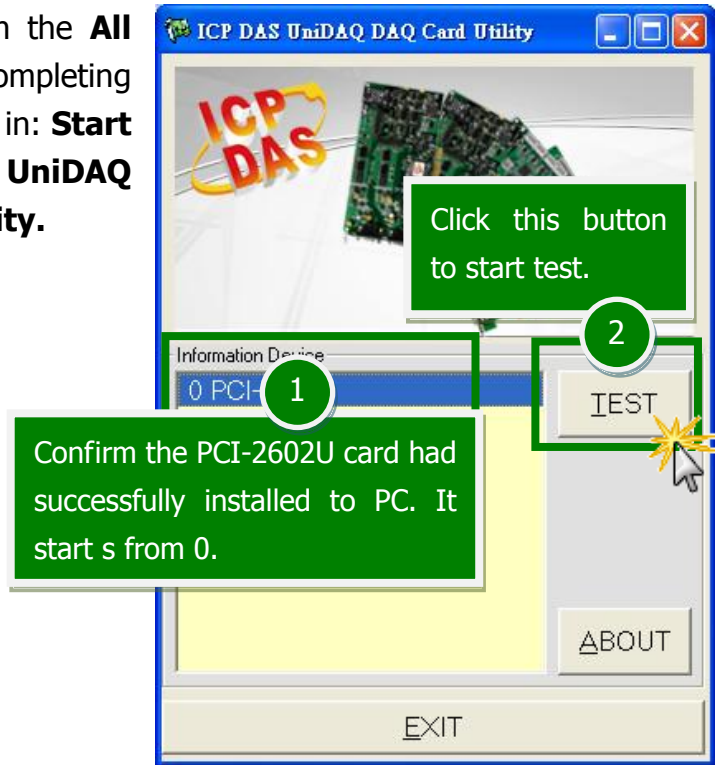 n the All
ompleting
in: Start
UniDAQ
ity.
ICP DAS UniDAQ DAQ Card Utility
ICP
DAS
Click this button
to start test.
2
Information Device
0 PCI-
1
TEST
Confirm the PCI-2602U card had
successfully installed to PC. It
start s from 0.
ABOUT
EXIT